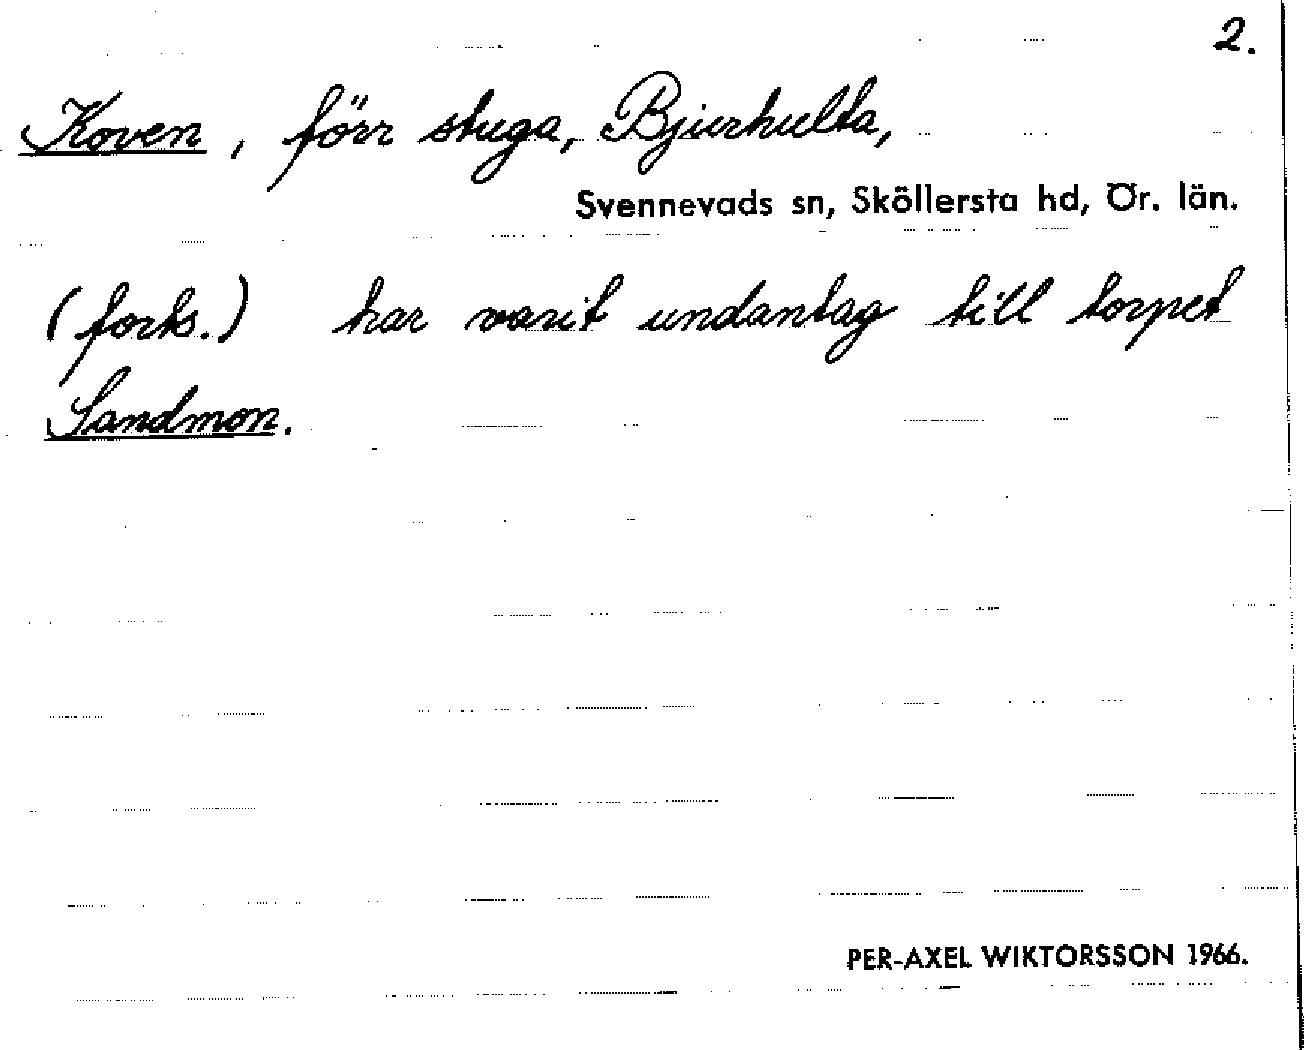 2.
Koven, förr stuga, Bjurhulta,
Svennevads sn, Sköllersta hd, Ör. län.
(forts.) har varit undantag till torpet
Sandmon.
PER-AXEL WIKTORSSON 1966.